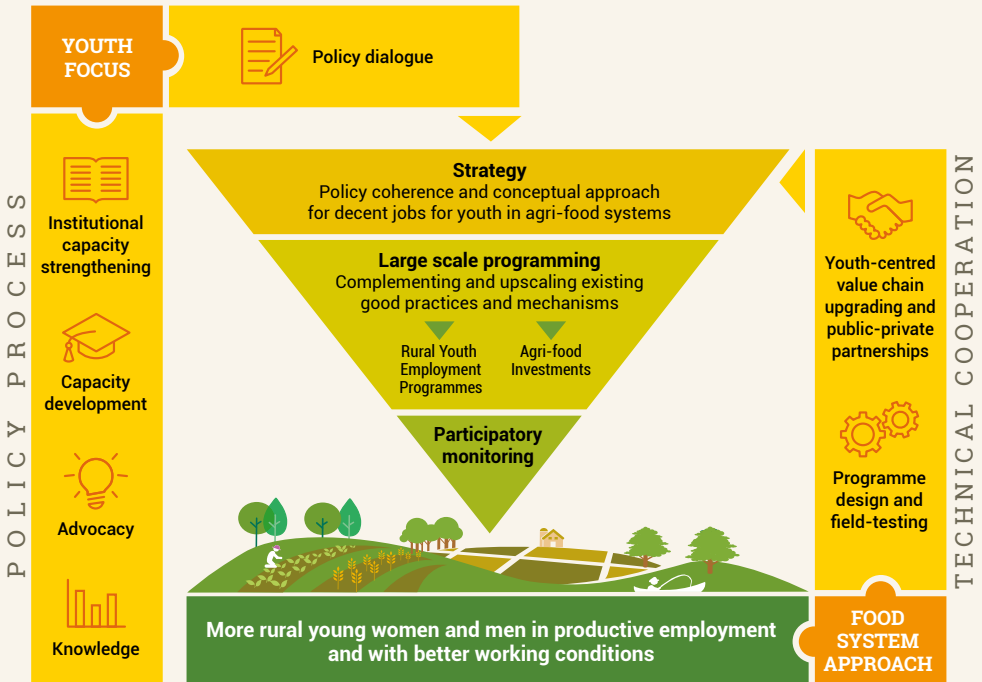 YOUTH
FOCUS
Policy dialogue
POLICY PROCESS
Institutional
capacity
strengthening
Capacity
development
Advocacy
Knowledge
Strategy
Policy coherence and conceptual approach
for decent jobs for youth in agri-food systems
Large scale programming
Complementing and upscaling existing
good practices and mechanisms
Rural Youth
Employment
Programmes
Agri-food
Investments
Participatory
monitoring
More rural young women and men in productive employment
and with better working conditions
Youth-centred
value chain
upgrading and
public-private
partnerships
Programme
design and
field-testing
FOOD
SYSTEM
APPROACH
TECHNICAL COOPERATION